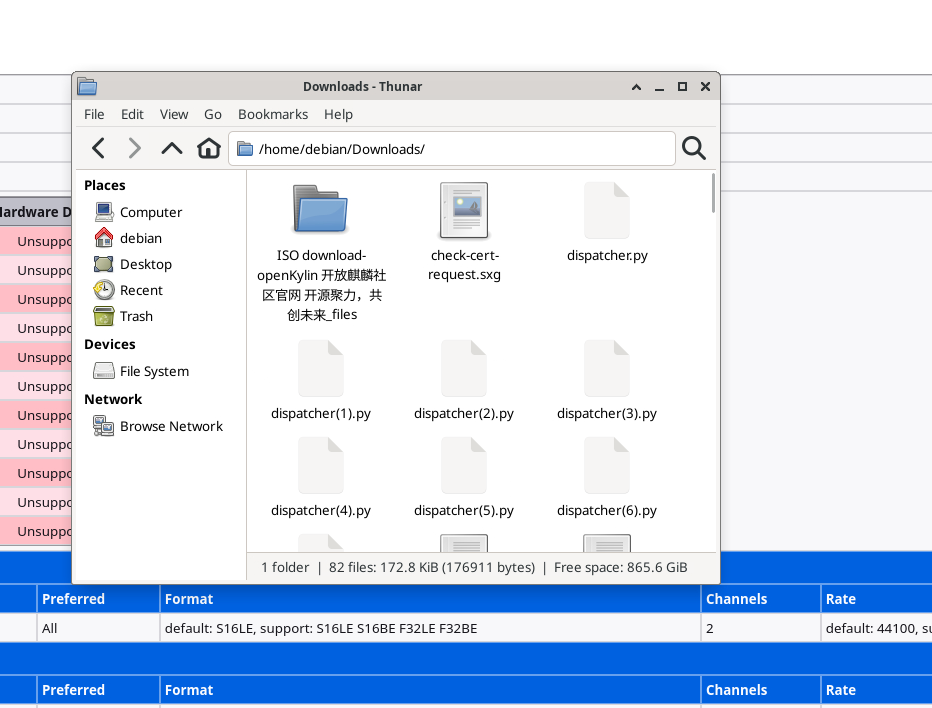 Downloads - Thunar
File Edit View Go Bookmarks Help
/home/debian/Downloads/
Places
Computer
debian
Desktop
Recent
Trash
Devices
File System
Network
Browse Network
ISO download-
openKylin 开放麒麟社
区官网 开源聚力，共
创未来_files
check-cert-
request.sxg
dispatcher.py
dispatcher(1).py
dispatcher(2).py
dispatcher(3).py
dispatcher(4).py
dispatcher(5).py
dispatcher(6).py
1 folder | 82 files: 172.8 KiB (176911 bytes) | Free space: 865.6 GiB
Hardware D
Unsuppo
Unsuppo
Unsuppo
Unsuppo
Unsuppo
Unsuppo
Unsuppo
Unsuppo
Unsuppo
Unsuppo
Unsuppo
Preferred Format Channels Rate
All default: S16LE, support: S16LE S16BE F32LE F32BE 2 default: 44100, su
Preferred Format Channels Rate